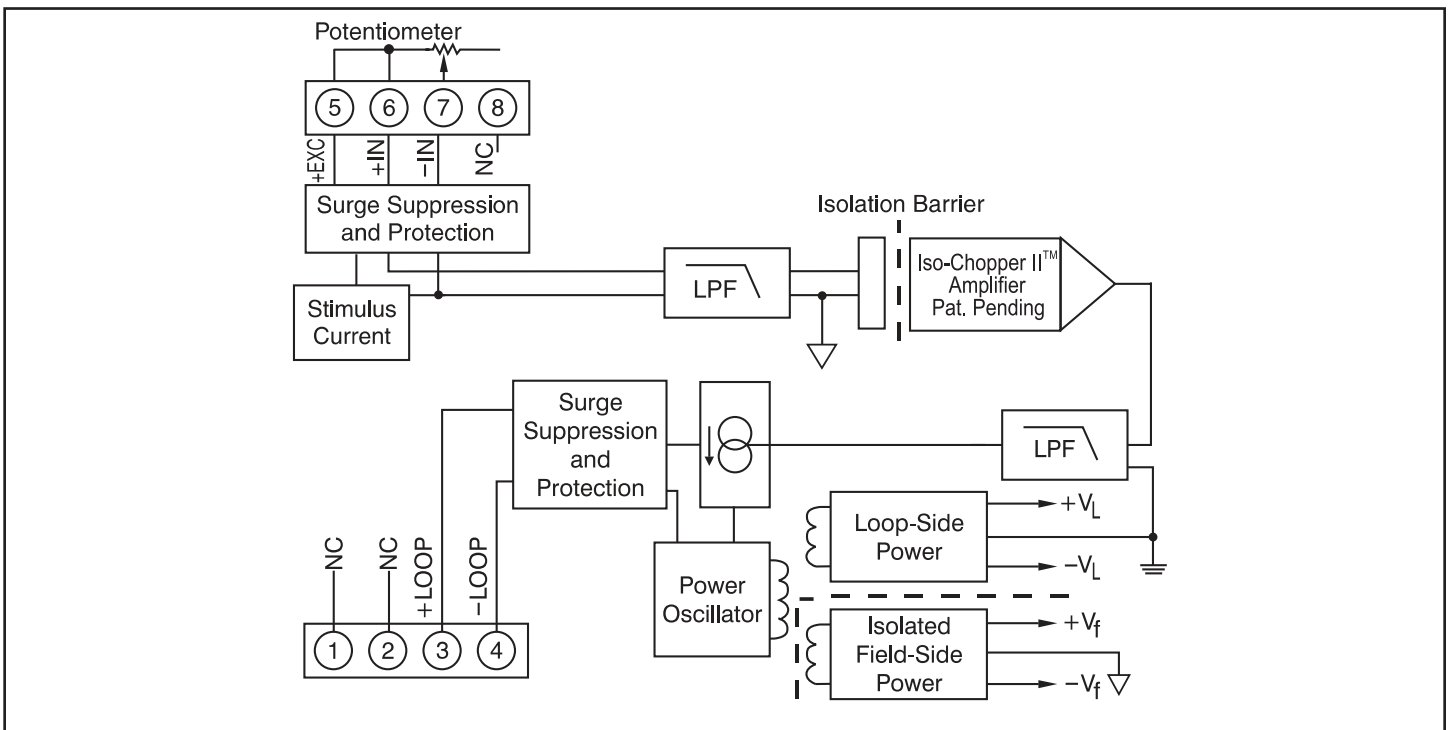 Potentiometer
5 6 7 8
+EXC
+IN
−IN
NC
Surge Suppression
and Protection
Stimulus
Current
LPF
Isolation Barrier
Iso-Chopper II™
Amplifier
Pat. Pending
Surge
Suppression
and
Protection
LPF
Loop-Side
Power
+VL
−VL
Power
Oscillator
Isolated
Field-Side
Power
+Vf
−Vf
NC
NC
+LOOP
−LOOP
1 2 3 4